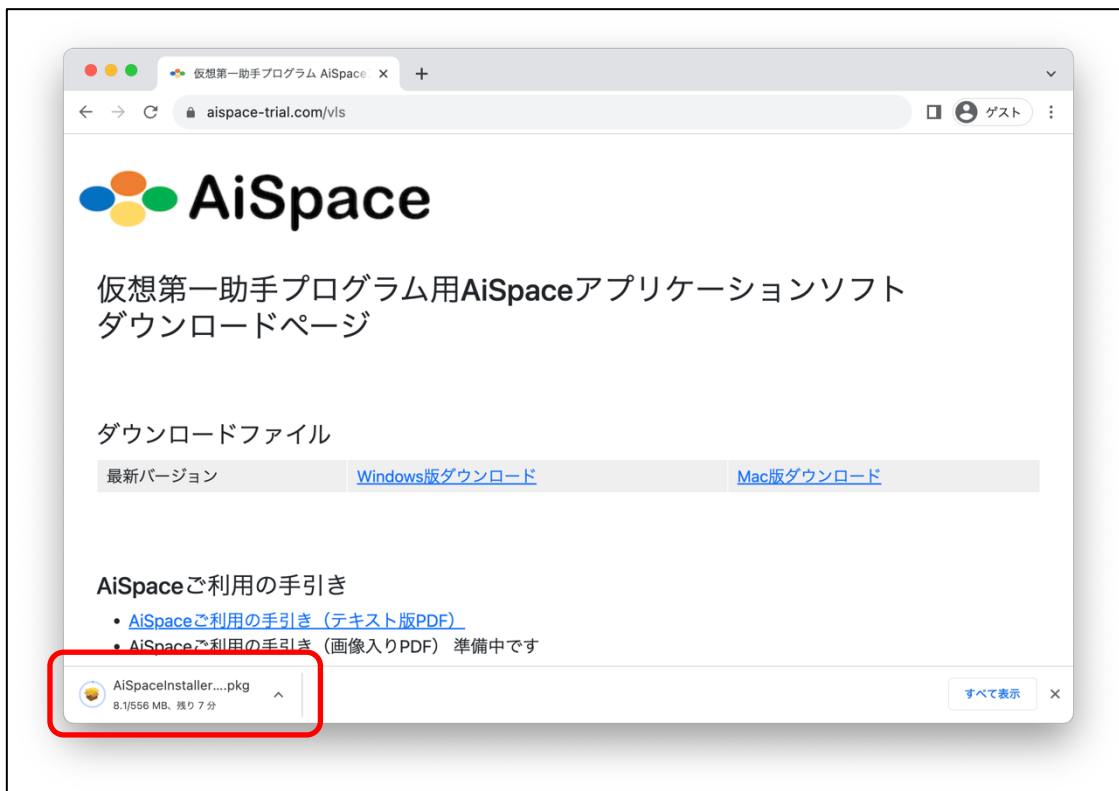 仮想第一助手プログラム AiSpace
aispace-trial.com/vls
ゲスト
AiSpace
仮想第一助手プログラム用AiSpaceアプリケーションソフト
ダウンロードページ
ダウンロードファイル
最新バージョン Windows版ダウンロード Mac版ダウンロード
AiSpaceご利用の手引き
• AiSpaceご利用の手引き（テキスト版PDF）
• AiSpaceご利用の手引き（画像入りPDF） 準備中です
AiSpaceInstaller....pkg
8.1/556 MB、残り 7 分
すべて表示